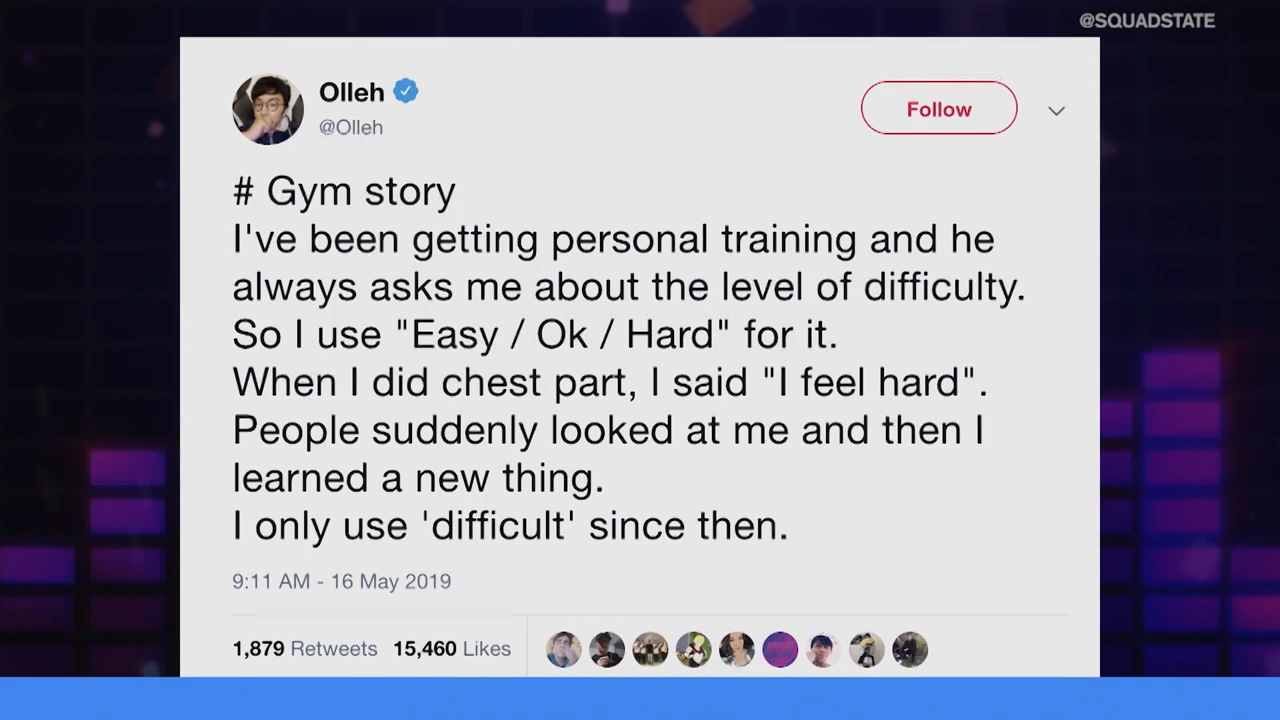 @SQUADSTATE
Olleh
@Olleh
Follow
# Gym story
I've been getting personal training and he
always asks me about the level of difficulty.
So I use "Easy / Ok / Hard" for it.
When I did chest part, I said "I feel hard".
People suddenly looked at me and then I
learned a new thing.
I only use 'difficult' since then.
9:11 AM - 16 May 2019
1,879 Retweets 15,460 Likes